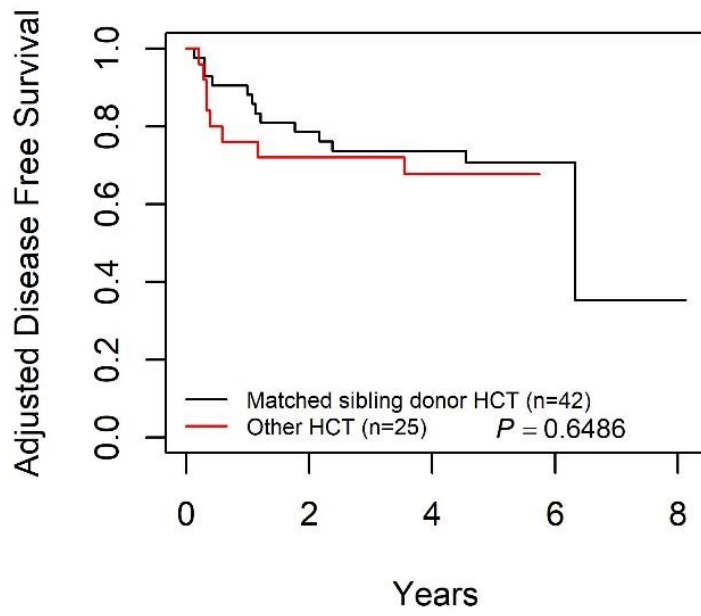 Adjusted Disease Free Survival
1.0
0.8
0.6
0.4
0.2
0.0
Matched sibling donor HCT (n=42)
Other HCT (n=25) P = 0.6486
0 2 4 6 8
Years